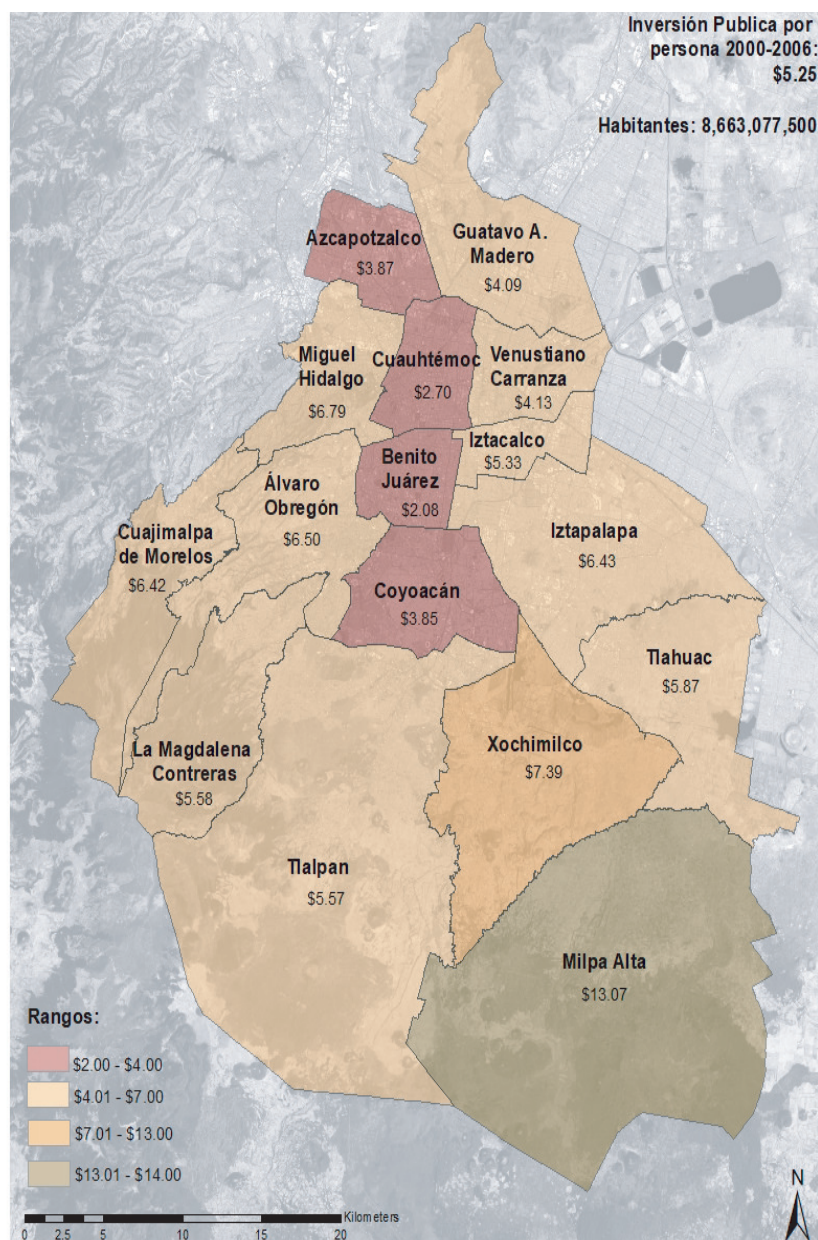 Inversión Publica por
persona 2000-2006:
$5.25
Habitantes: 8,663,077,500
Azcapotzalco
$3.87
Guatavo A.
Madero
$4.09
Miguel
Hidalgo
$6.79
Cuauhtémoc
$2.70
Venustiano
Carranza
$4.13
Iztacalco
$5.33
Benito
Juárez
$2.08
Álvaro
Obregón
$6.50
Cuajimalpa
de Morelos
$6.42
Iztapalapa
$6.43
Coyoacán
$3.85
Tlahuac
$5.87
La Magdalena
Contreras
$5.58
Xochimilco
$7.39
Tlalpan
$5.57
Milpa Alta
$13.07
Rangos:
$2.00 - $4.00
$4.01 - $7.00
$7.01 - $13.00
$13.01 - $14.00
Kilometers
0 2.5 5 10 15 20
N